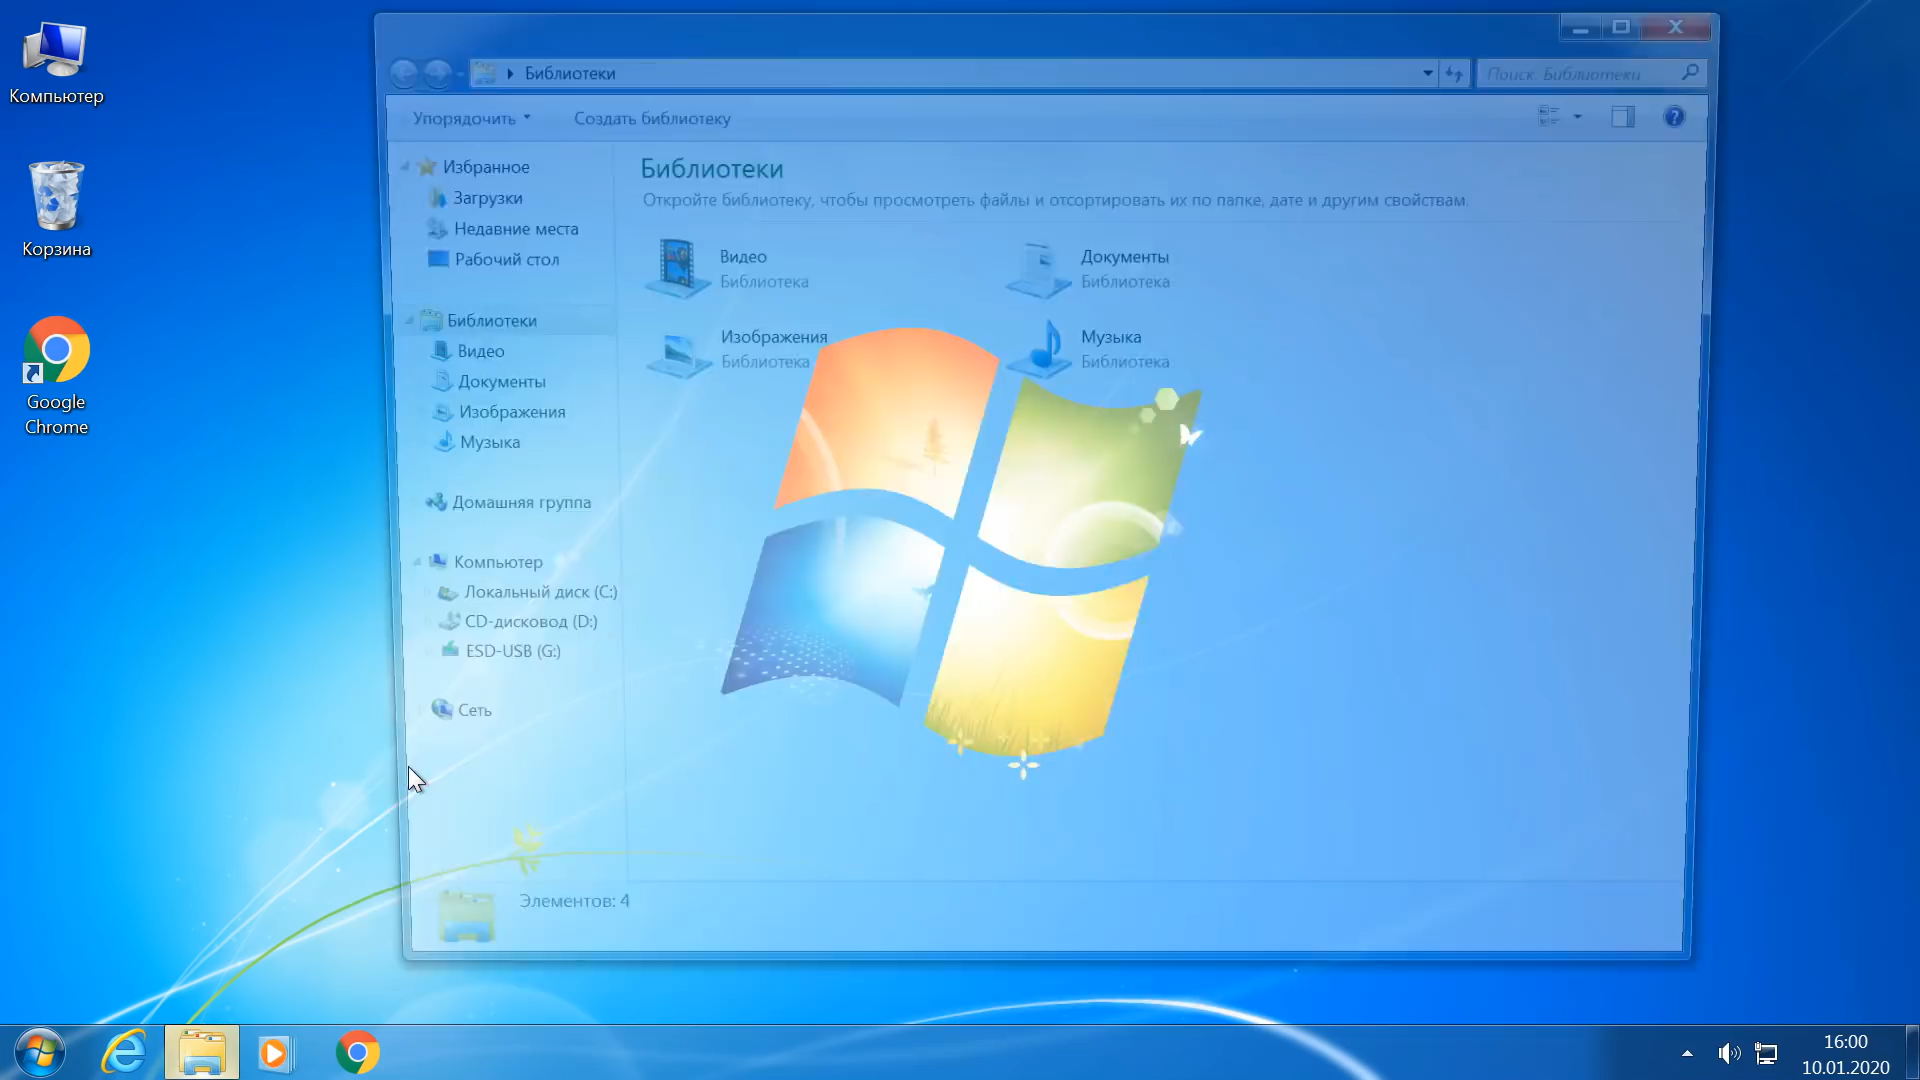 Компьютер
Корзина
Google
Chrome
Библиотеки
Поиск: Библиотеки
Упорядочить
Создать библиотеку
Избранное
Загрузки
Недавние места
Рабочий стол
Библиотеки
Видео
Документы
Изображения
Музыка
Домашняя группа
Компьютер
Локальный диск (C:)
CD-дисковод (D:)
ESD-USB (G:)
Сеть
Библиотеки
Откройте библиотеку, чтобы просмотреть файлы и отсортировать их по папке, дате и другим свойствам.
Видео
Библиотека
Документы
Библиотека
Изображения
Библиотека
Музыка
Библиотека
Элементов: 4
16:00
10.01.2020